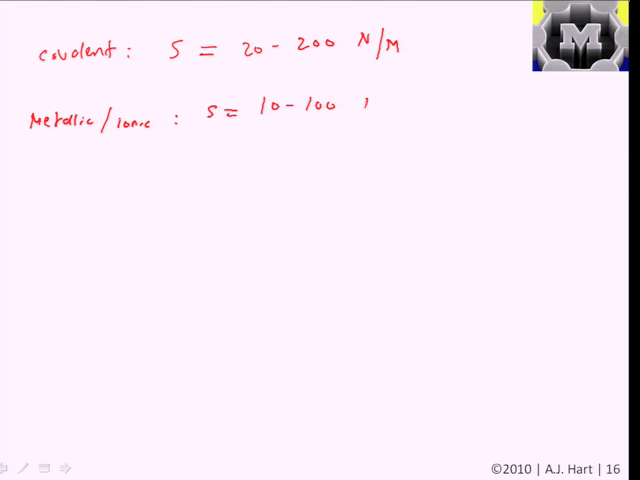 covalent : S = 20 - 200 N/M
M
Metallic/ionic : S = 10 - 100
©2010 | A.J. Hart | 16